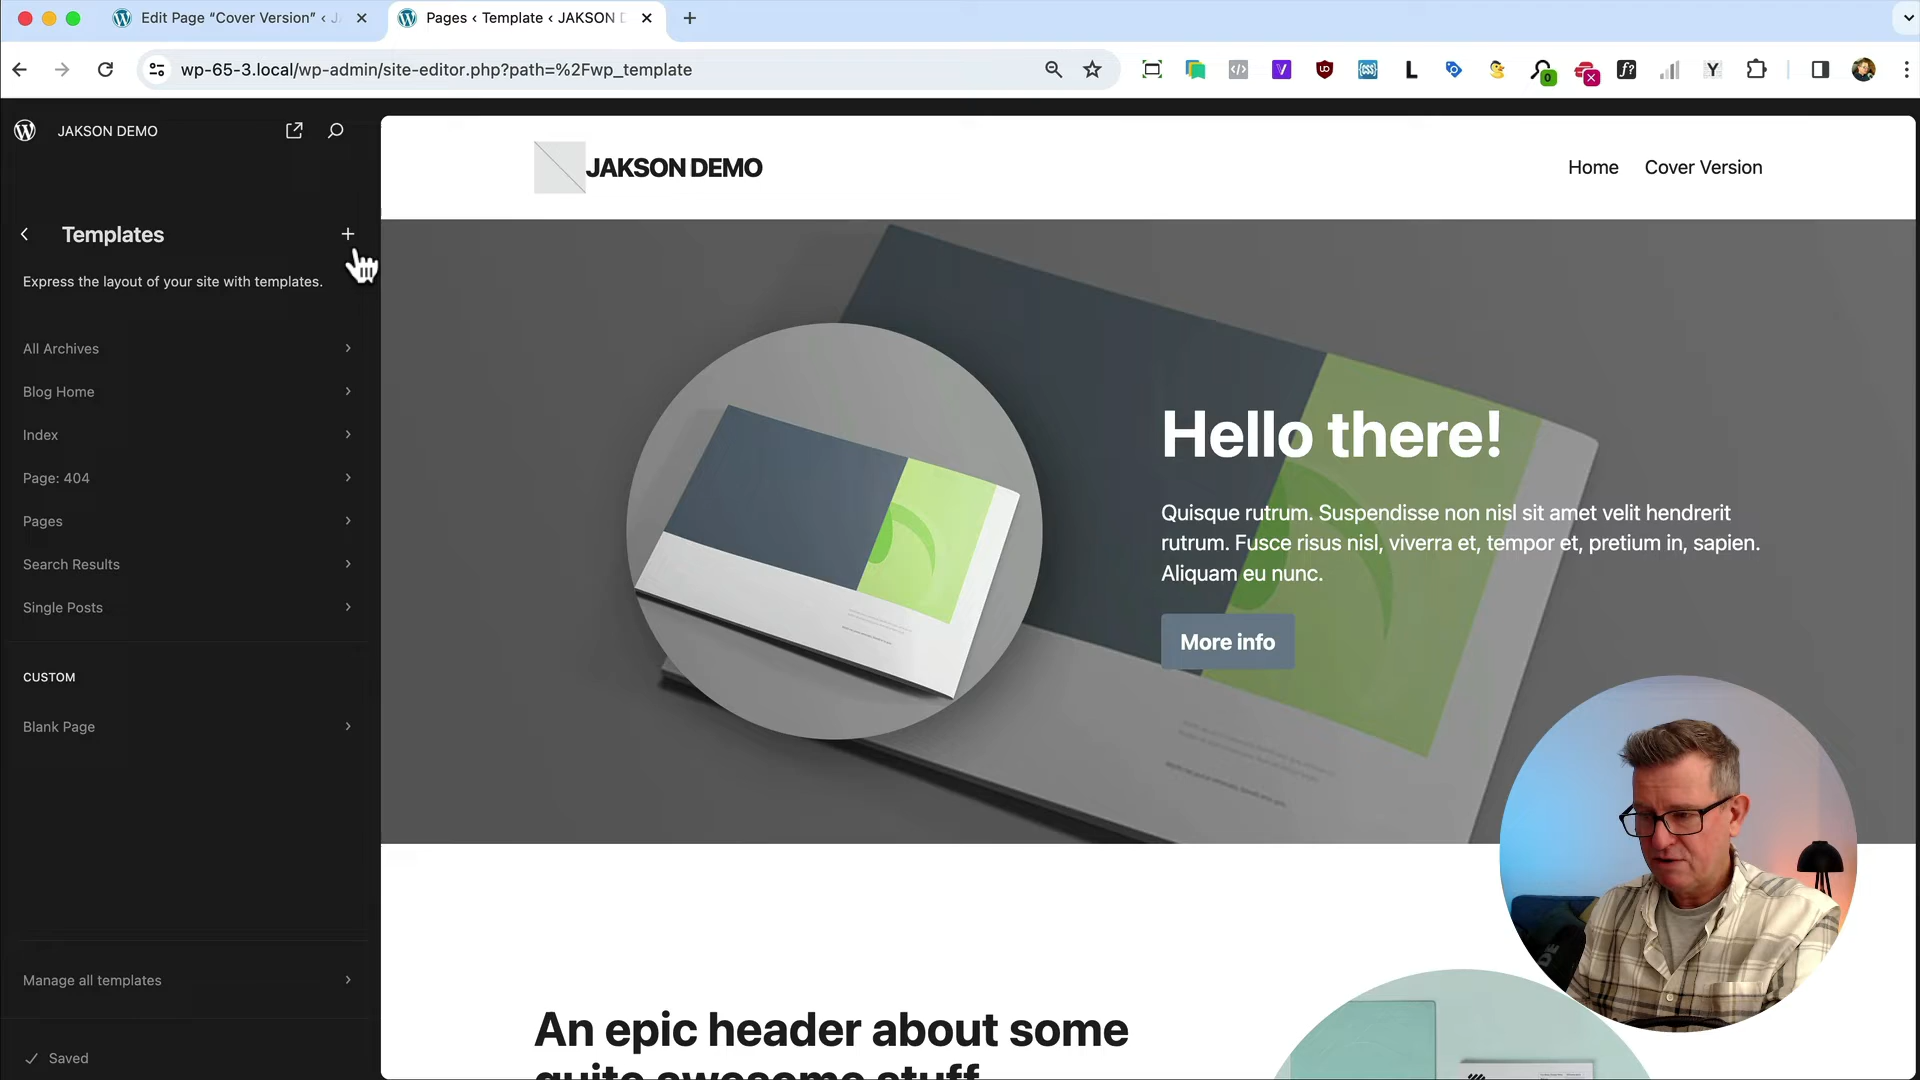 Edit Page “Cover Version” ‹ J
Pages ‹ Template ‹ JAKSON D
wp-65-3.local/wp-admin/site-editor.php?path=%2Fwp_template
JAKSON DEMO
Templates
Express the layout of your site with templates.
All Archives
Blog Home
Index
Page: 404
Pages
Search Results
Single Posts
CUSTOM
Blank Page
Manage all templates
Saved
JAKSON DEMO
Home
Cover Version
Hello there!
Quisque rutrum. Suspendisse non nisl sit amet velit hendrerit
rutrum. Fusce risus nisl, viverra et, tempor et, pretium in, sapien.
Aliquam eu nunc.
More info
An epic header about some
quite awesome stuff